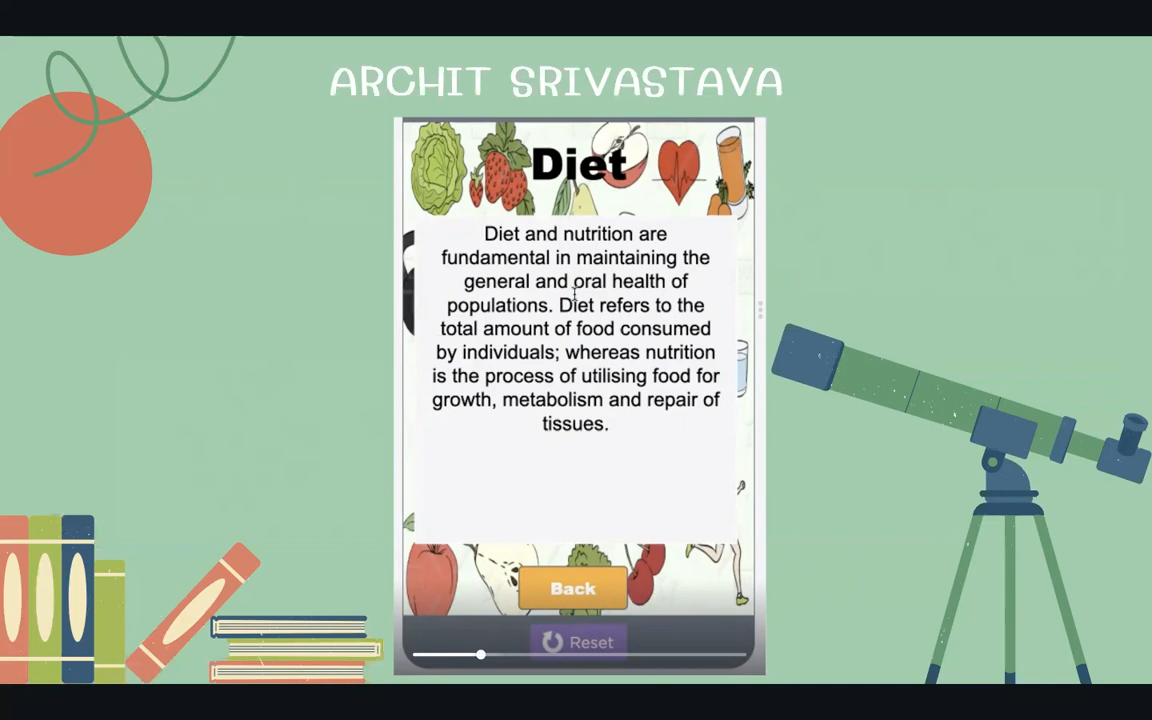 ARCHIT SRIVASTAVA
Diet
Diet and nutrition are
fundamental in maintaining the
general and oral health of
populations. Diet refers to the
total amount of food consumed
by individuals; whereas nutrition
is the process of utilising food for
growth, metabolism and repair of
tissues.
Back
Reset